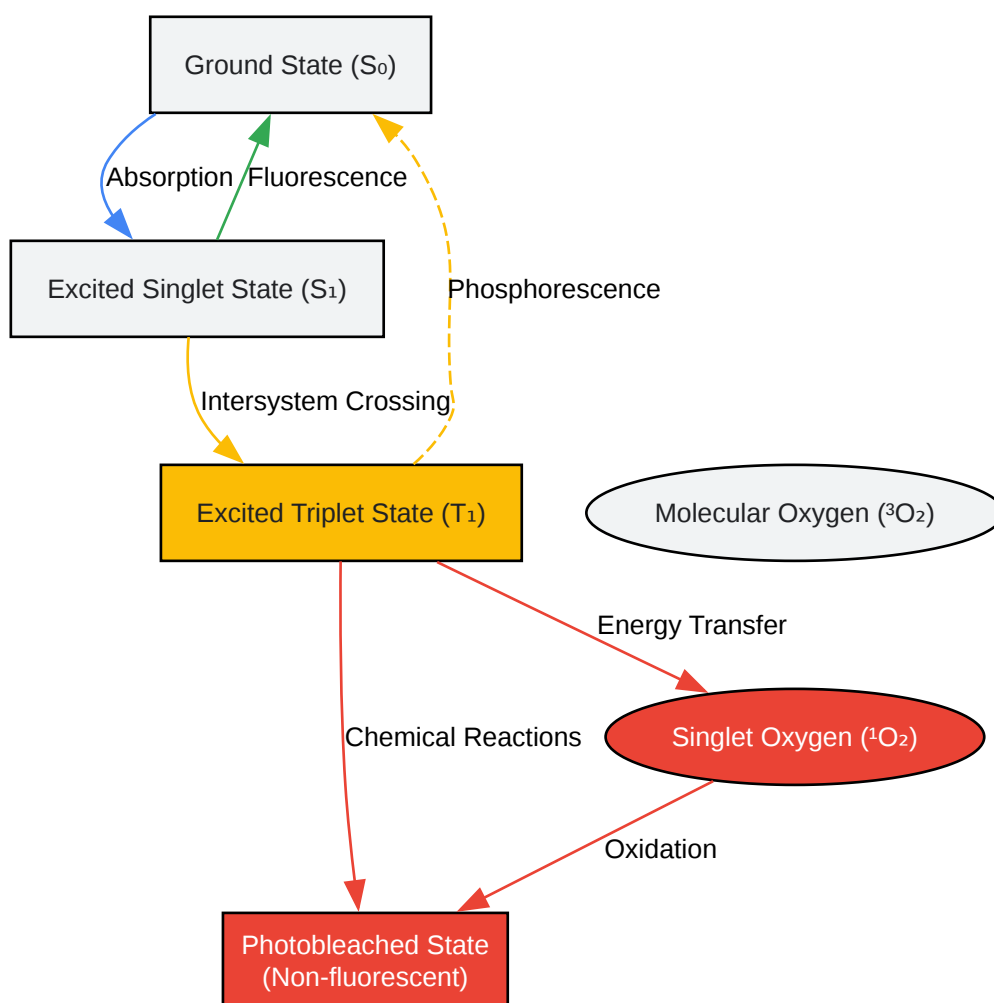 Ground State (S₀)
Absorption
Fluorescence
Excited Singlet State (S₁)
Phosphorescence
Intersystem Crossing
Excited Triplet State (T₁)
Molecular Oxygen (³O₂)
Energy Transfer
Chemical Reactions
Singlet Oxygen (¹O₂)
Oxidation
Photobleached State
(Non-fluorescent)